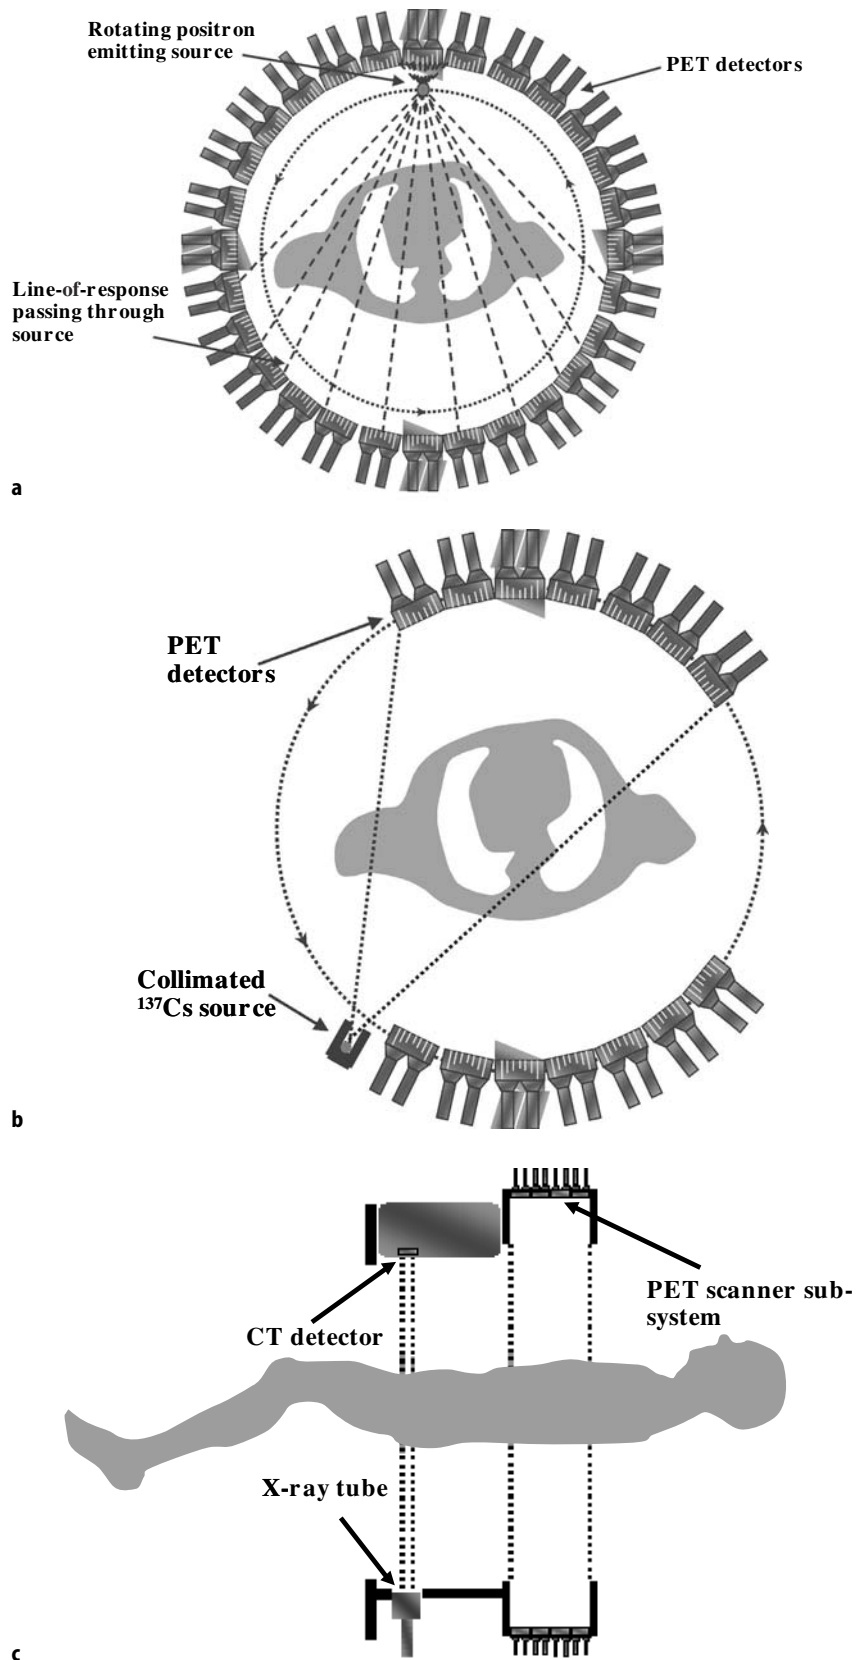 Rotating positron
emitting source
PET detectors
Line-of-response
passing through
source
a
PET
detectors
Collimated
¹³⁷Cs source
b
PET scanner sub-
system
CT detector
X-ray tube
c